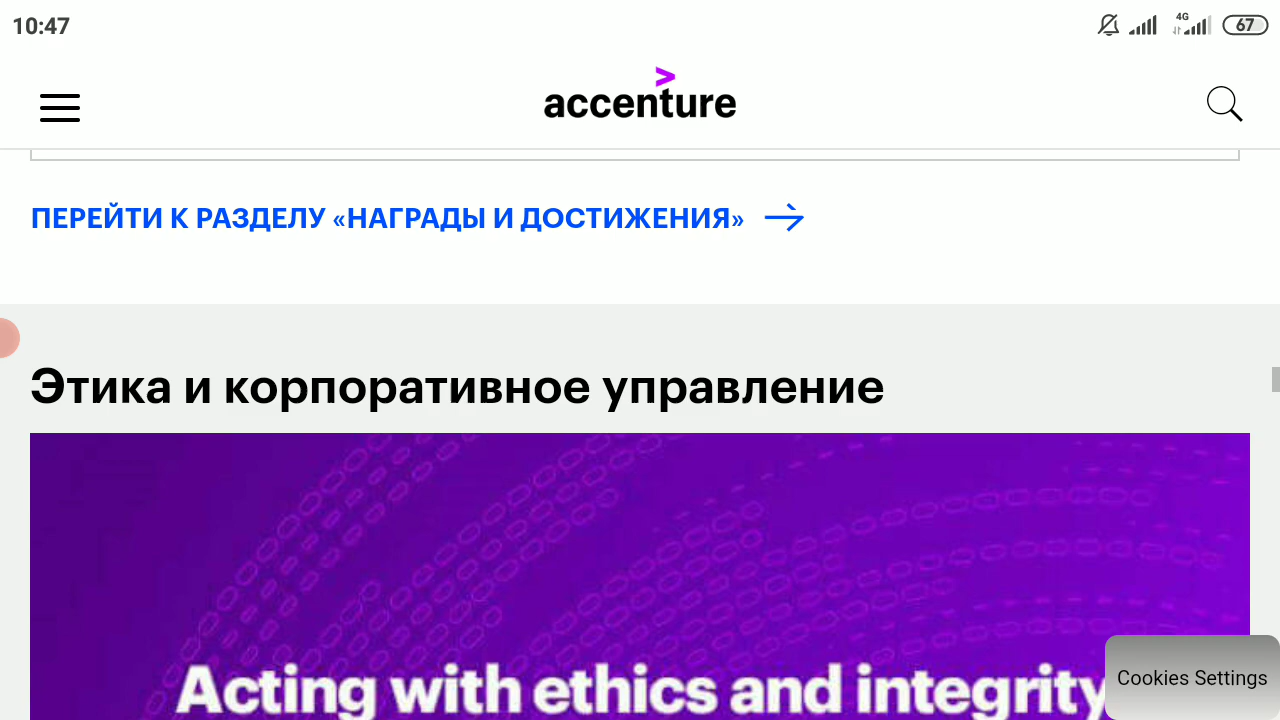 10:47
4G
67
accenture
>
ПЕРЕЙТИ К РАЗДЕЛУ «НАГРАДЫ И ДОСТИЖЕНИЯ»
Этика и корпоративное управление
Acting with ethics and integrity
Cookies Settings